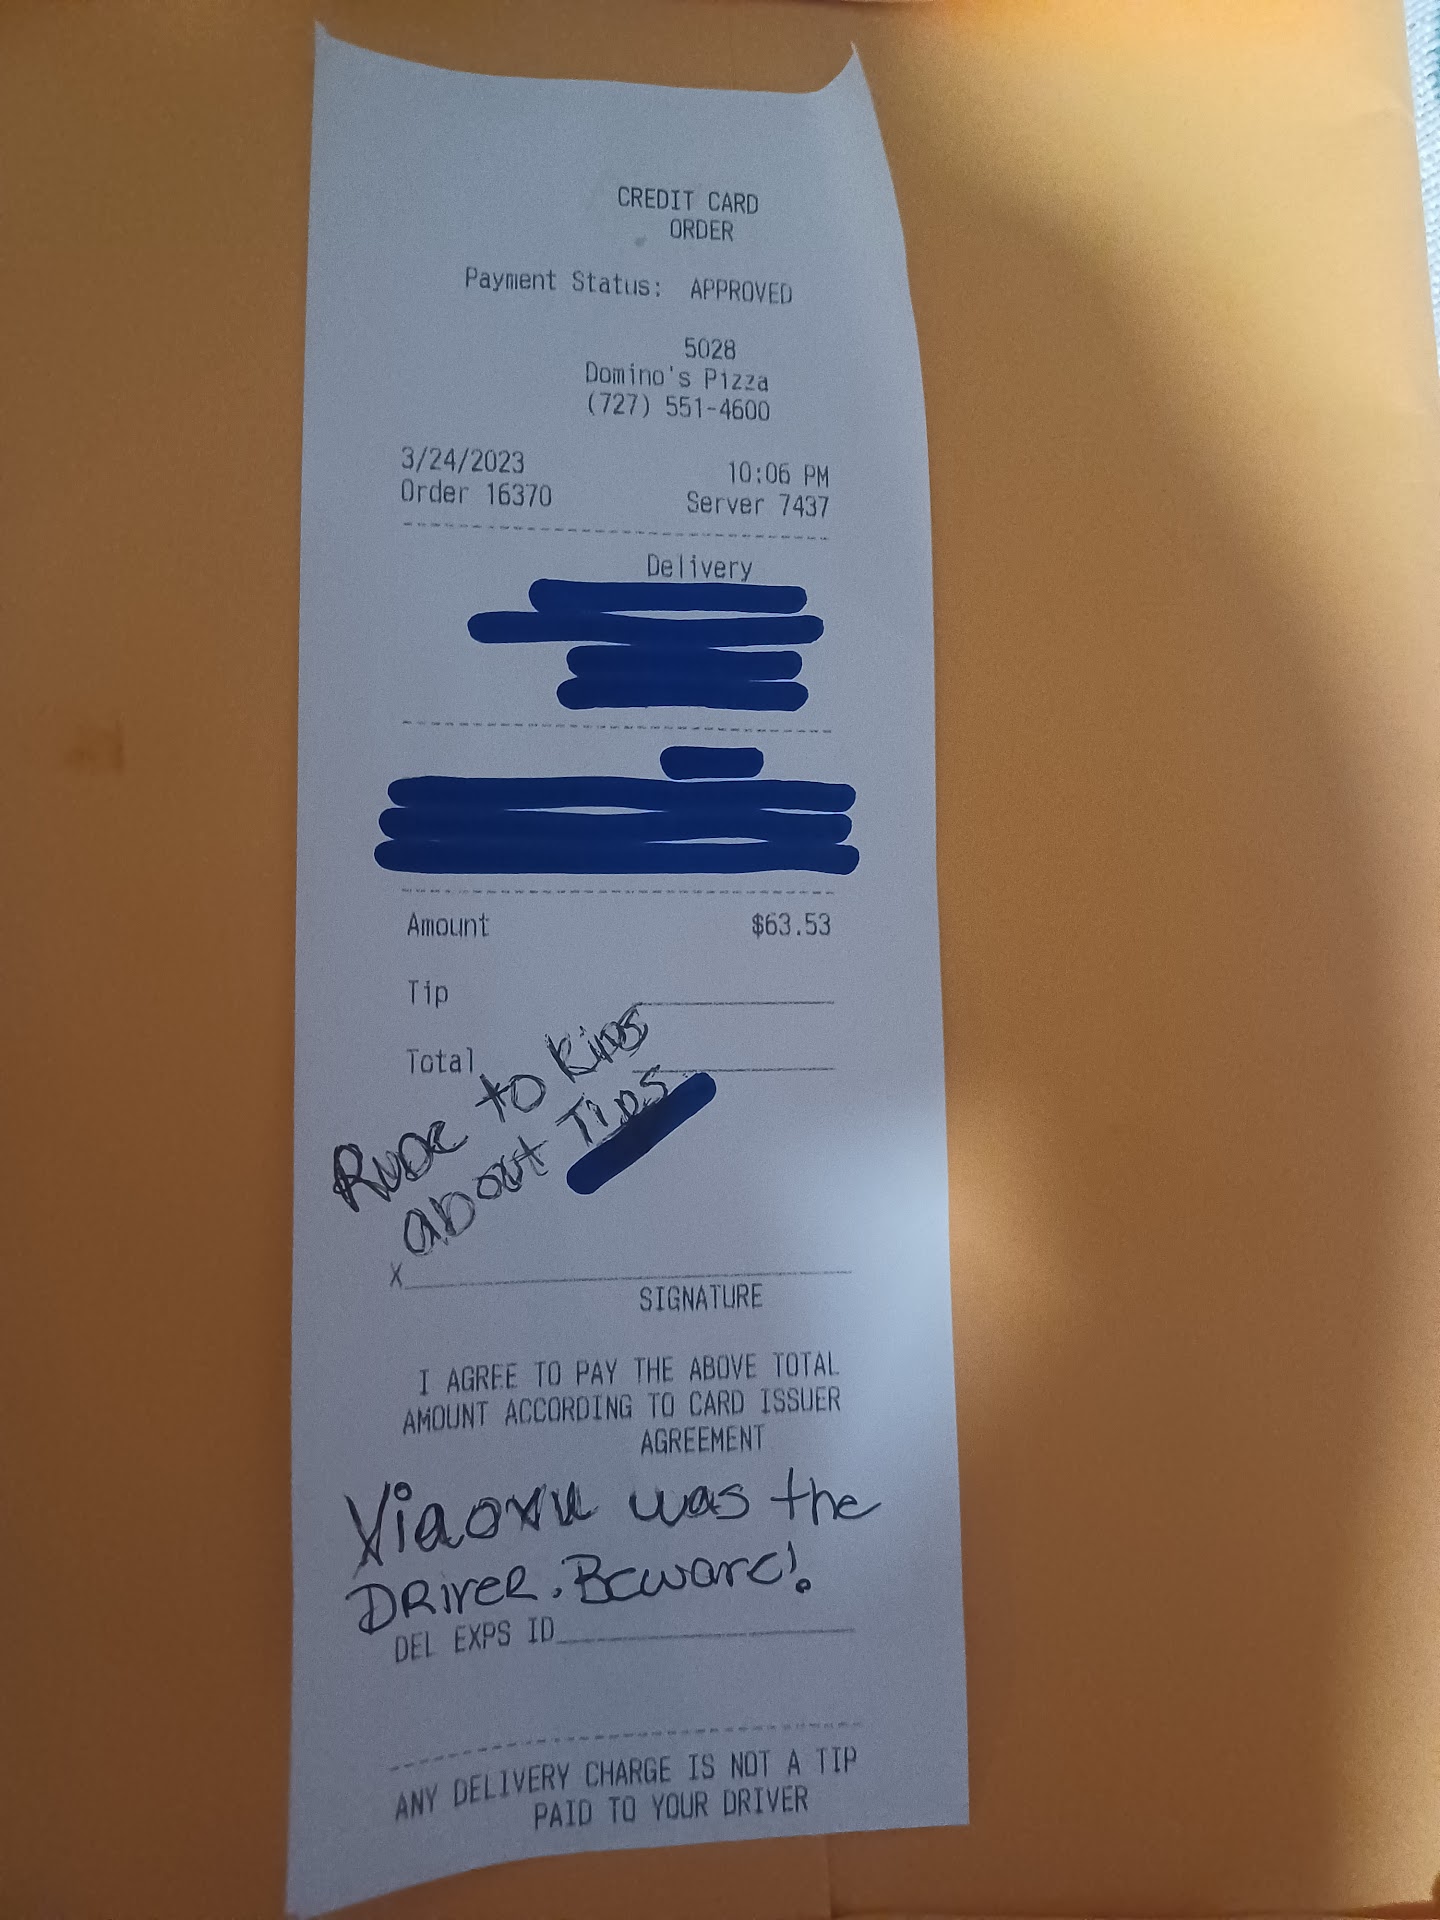 CREDIT CARD
ORDER
Payment Status: APPROVED
5028
Domino's Pizza
(727) 551-4600
3/24/2023 10:06 PM
Order 16370 Server 7437
Delivery
Amount $63.53
Tip
Total
Rude to Kids
about Tips
X
SIGNATURE
I AGREE TO PAY THE ABOVE TOTAL
AMOUNT ACCORDING TO CARD ISSUER
AGREEMENT
was the
DRIVER. Beware!
DEL EXPS ID
ANY DELIVERY CHARGE IS NOT A TIP
PAID TO YOUR DRIVER